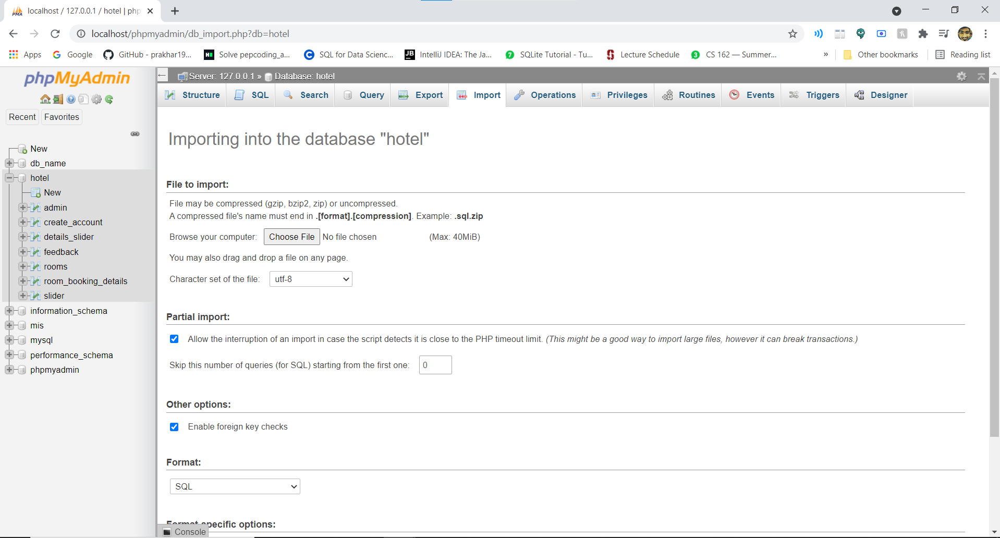 localhost / 127.0.0.1 / hotel | php
localhost/phpmyadmin/db_import.php?db=hotel
Apps
Google
GitHub - prakhar19...
Solve pepcoding_a...
SQL for Data Scienc...
IntelliJ IDEA: The Ja...
SQLite Tutorial - Tu...
Lecture Schedule
CS 162 — Summer...
»
Other bookmarks
Reading list
phpMyAdmin
Recent
Favorites
New
db_name
hotel
New
admin
create_account
details_slider
feedback
rooms
room_booking_details
slider
information_schema
mis
mysql
performance_schema
phpmyadmin
Server: 127.0.0.1 » Database: hotel
Structure
SQL
Search
Query
Export
Import
Operations
Privileges
Routines
Events
Triggers
Designer
Importing into the database "hotel"
File to import:
File may be compressed (gzip, bzip2, zip) or uncompressed.
A compressed file's name must end in .[format].[compression]. Example: .sql.zip
Browse your computer: Choose File No file chosen (Max: 40MiB)
You may also drag and drop a file on any page.
Character set of the file: utf-8
Partial import:
Allow the interruption of an import in case the script detects it is close to the PHP timeout limit. (This might be a good way to import large files, however it can break transactions.)
Skip this number of queries (for SQL) starting from the first one: 0
Other options:
Enable foreign key checks
Format:
SQL
Format-specific options:
Console